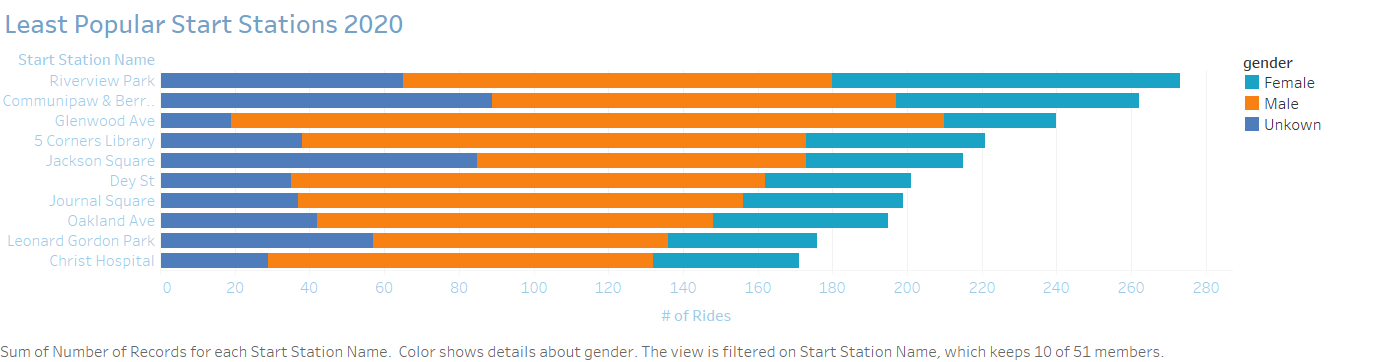 Least Popular Start Stations 2020
Start Station Name
Riverview Park
Communipaw & Berr..
Glenwood Ave
5 Corners Library
Jackson Square
Dey St
Journal Square
Oakland Ave
Leonard Gordon Park
Christ Hospital
0 20 40 60 80 100 120 140 160 180 200 220 240 260 280
# of Rides
gender
Female
Male
Unkown
Sum of Number of Records for each Start Station Name. Color shows details about gender. The view is filtered on Start Station Name, which keeps 10 of 51 members.